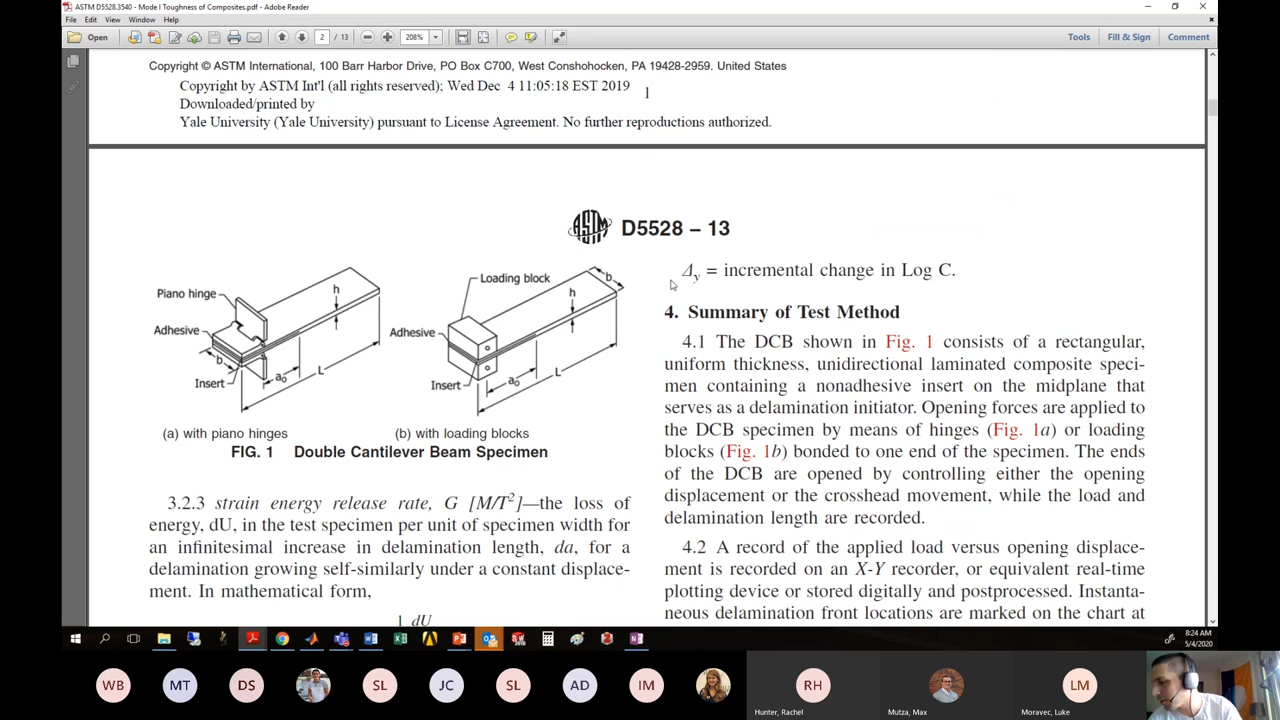 ASTM D5528.3540 - Mode I Toughness of Composites.pdf - Adobe Reader
File Edit View Window Help
Open 2 / 13 208% Tools Fill & Sign Comment
Copyright © ASTM International, 100 Barr Harbor Drive, PO Box C700, West Conshohocken, PA 19428-2959. United States
Copyright by ASTM Int'l (all rights reserved); Wed Dec 4 11:05:18 EST 2019
1
Downloaded/printed by
Yale University (Yale University) pursuant to License Agreement. No further reproductions authorized.
ASTM D5528 – 13
Piano hinge
Adhesive
Insert
b
h
a₀
L
(a) with piano hinges
Loading block
Adhesive
Insert
b
h
a₀
L
(b) with loading blocks
FIG. 1 Double Cantilever Beam Specimen
3.2.3 strain energy release rate, G [M/T²]—the loss of
energy, dU, in the test specimen per unit of specimen width for
an infinitesimal increase in delamination length, da, for a
delamination growing self-similarly under a constant displace-
ment. In mathematical form,
1 dU
Δy = incremental change in Log C.
4. Summary of Test Method
4.1 The DCB shown in Fig. 1 consists of a rectangular,
uniform thickness, unidirectional laminated composite speci-
men containing a nonadhesive insert on the midplane that
serves as a delamination initiator. Opening forces are applied to
the DCB specimen by means of hinges (Fig. 1a) or loading
blocks (Fig. 1b) bonded to one end of the specimen. The ends
of the DCB are opened by controlling either the opening
displacement or the crosshead movement, while the load and
delamination length are recorded.
4.2 A record of the applied load versus opening displace-
ment is recorded on an X-Y recorder, or equivalent real-time
plotting device or stored digitally and postprocessed. Instanta-
neous delamination front locations are marked on the chart at
8:24 AM
5/4/2020
WB MT DS SL JC SL AD IM RH LM
Hunter, Rachel
Mutza, Max
Moravec, Luke